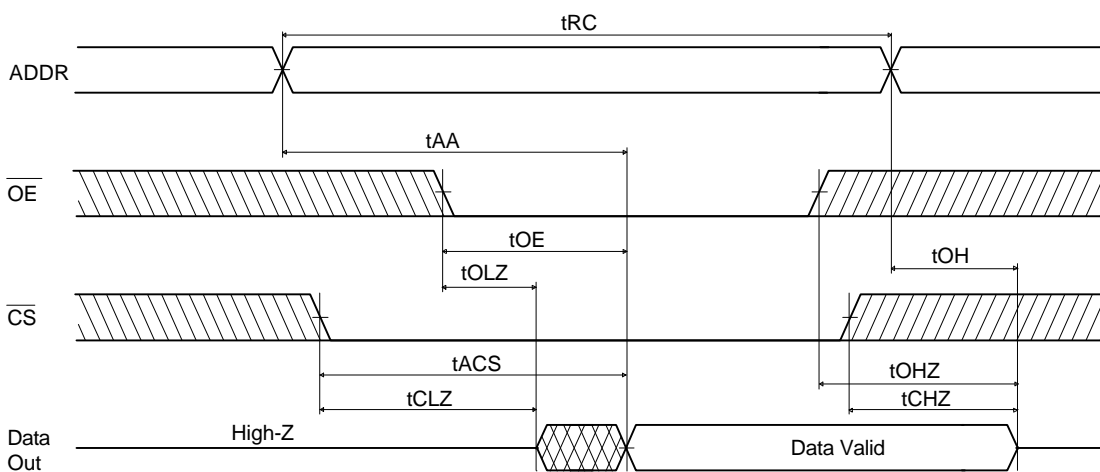 tRC
ADDR
tAA
OE
tOE
tOH
tOLZ
CS
tACS
tOHZ
tCLZ
tCHZ
High-Z
Data
Out
Data Valid